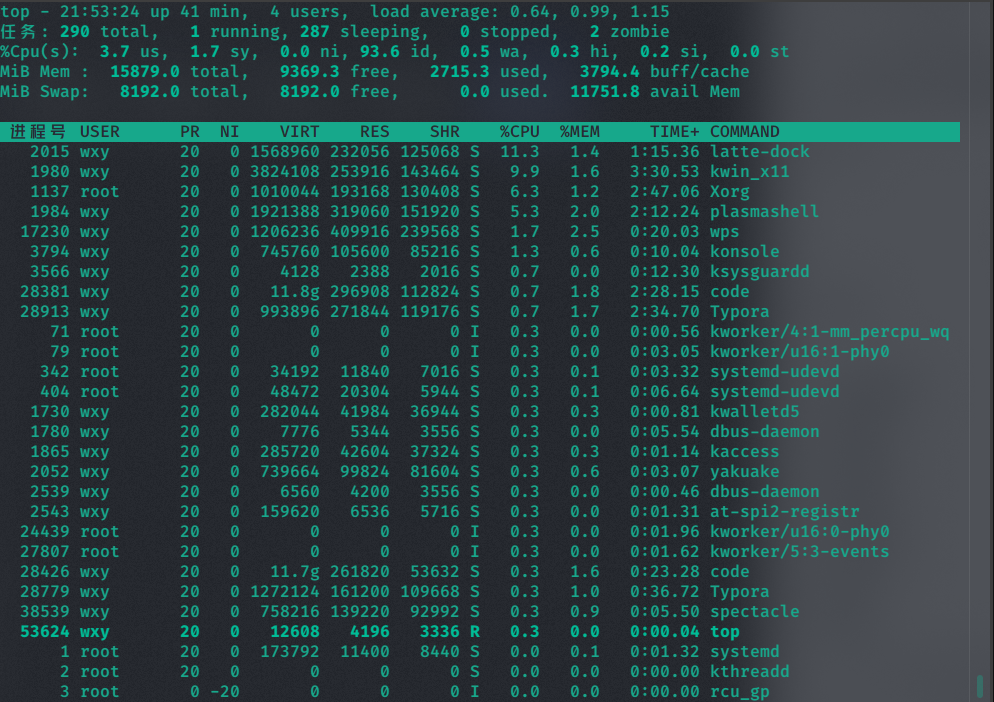 top - 21:53:24 up 41 min,  4 users,  load average: 0.64, 0.99, 1.15
任务: 290 total,   1 running, 287 sleeping,   0 stopped,   2 zombie
%Cpu(s):  3.7 us,  1.7 sy,  0.0 ni, 93.6 id,  0.5 wa,  0.3 hi,  0.2 si,  0.0 st
MiB Mem :  15879.0 total,   9369.3 free,   2715.3 used,   3794.4 buff/cache
MiB Swap:   8192.0 total,   8192.0 free,      0.0 used.  11751.8 avail Mem
进程号 USER      PR  NI    VIRT    RES    SHR    %CPU  %MEM     TIME+ COMMAND
2015 wxy       20   0 1568960 232056 125068 S  11.3   1.4   1:15.36 latte-dock
1980 wxy       20   0 3824108 253916 143464 S   9.9   1.6   3:30.53 kwin_x11
1137 root      20   0 1010044 193168 130408 S   6.3   1.2   2:47.06 Xorg
1984 wxy       20   0 1921388 319060 151920 S   5.3   2.0   2:12.24 plasmashell
17230 wxy       20   0 1206236 409916 239568 S   1.7   2.5   0:20.03 wps
3794 wxy       20   0  745760 105600  85216 S   1.3   0.6   0:10.04 konsole
3566 wxy       20   0    4128   2388   2016 S   0.7   0.0   0:12.30 ksysguardd
28381 wxy       20   0   11.8g 296908 112824 S   0.7   1.8   2:28.15 code
28913 wxy       20   0  993896 271844 119176 S   0.7   1.7   2:34.70 Typora
71 root      20   0       0      0      0 I   0.3   0.0   0:00.56 kworker/4:1-mm_percpu_wq
79 root      20   0       0      0      0 I   0.3   0.0   0:03.05 kworker/u16:1-phy0
342 root      20   0   34192  11840   7016 S   0.3   0.1   0:03.32 systemd-udevd
404 root      20   0   48472  20304   5944 S   0.3   0.1   0:06.64 systemd-udevd
1730 wxy       20   0  282044  41984  36944 S   0.3   0.3   0:00.81 kwalletd5
1780 wxy       20   0    7776   5344   3556 S   0.3   0.0   0:05.54 dbus-daemon
1865 wxy       20   0  285720  42604  37324 S   0.3   0.3   0:01.14 kaccess
2052 wxy       20   0  739664  99824  81604 S   0.3   0.6   0:03.07 yakuake
2539 wxy       20   0    6560   4200   3556 S   0.3   0.0   0:00.46 dbus-daemon
2543 wxy       20   0  159620   6536   5716 S   0.3   0.0   0:01.31 at-spi2-registr
24439 root      20   0       0      0      0 I   0.3   0.0   0:01.96 kworker/u16:0-phy0
27807 root      20   0       0      0      0 I   0.3   0.0   0:01.62 kworker/5:3-events
28426 wxy       20   0   11.7g 261820  53632 S   0.3   1.6   0:23.28 code
28779 wxy       20   0 1272124 161200 109668 S   0.3   1.0   0:36.72 Typora
38539 wxy       20   0  758216 139220  92992 S   0.3   0.9   0:05.50 spectacle
53624 wxy       20   0   12608   4196   3336 R   0.3   0.0   0:00.04 top
1 root      20   0  173792  11400   8440 S   0.0   0.1   0:01.32 systemd
2 root      20   0       0      0      0 S   0.0   0.0   0:00.00 kthreadd
3 root       0 -20       0      0      0 I   0.0   0.0   0:00.00 rcu_gp